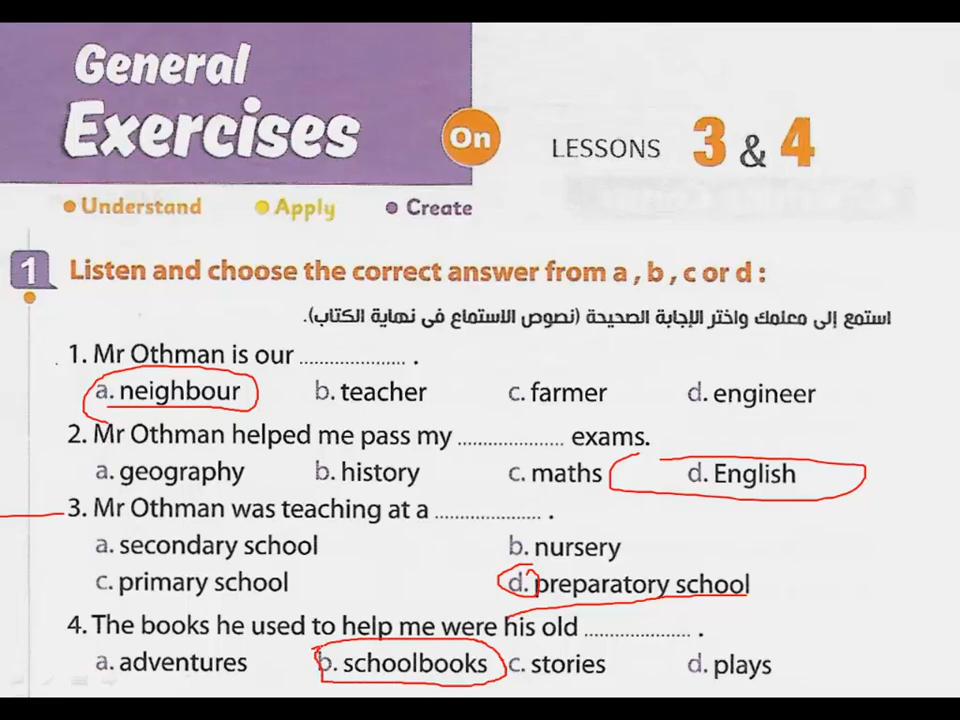 General
Exercises
On
LESSONS 3 & 4
Understand Apply Create
1 Listen and choose the correct answer from a , b , c or d :
استمع إلى معلمك واختر الإجابة الصحيحة (نصوص الاستماع فى نهاية الكتاب).
1. Mr Othman is our ..................... .
a. neighbour b. teacher c. farmer d. engineer
2. Mr Othman helped me pass my ..................... exams.
a. geography b. history c. maths d. English
3. Mr Othman was teaching at a ..................... .
a. secondary school b. nursery
c. primary school d. preparatory school
4. The books he used to help me were his old ..................... .
a. adventures b. schoolbooks c. stories d. plays